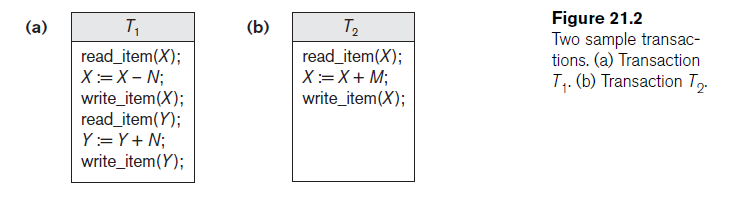 (a)
T1
read_item(X);
X := X – N;
write_item(X);
read_item(Y);
Y := Y + N;
write_item(Y);
(b)
T2
read_item(X);
X := X + M;
write_item(X);
Figure 21.2
Two sample transac-
tions. (a) Transaction
T1. (b) Transaction T2.